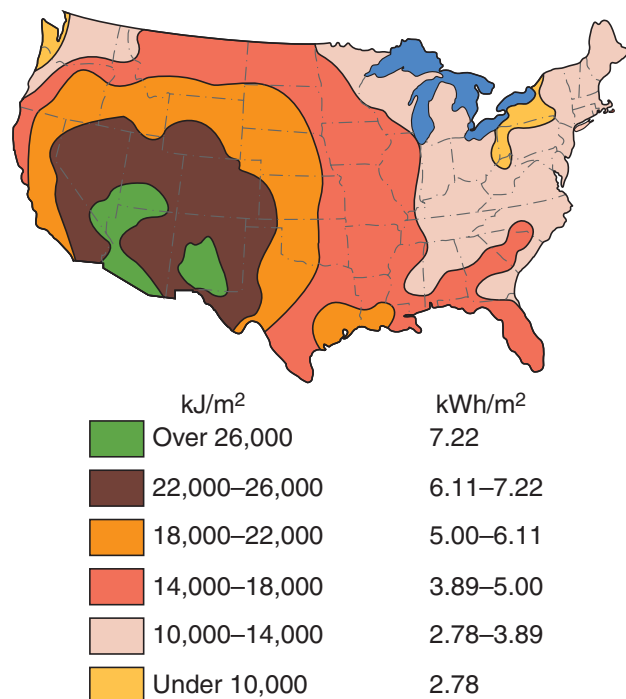 kJ/m² kWh/m²
Over 26,000 7.22
22,000–26,000 6.11–7.22
18,000–22,000 5.00–6.11
14,000–18,000 3.89–5.00
10,000–14,000 2.78–3.89
Under 10,000 2.78